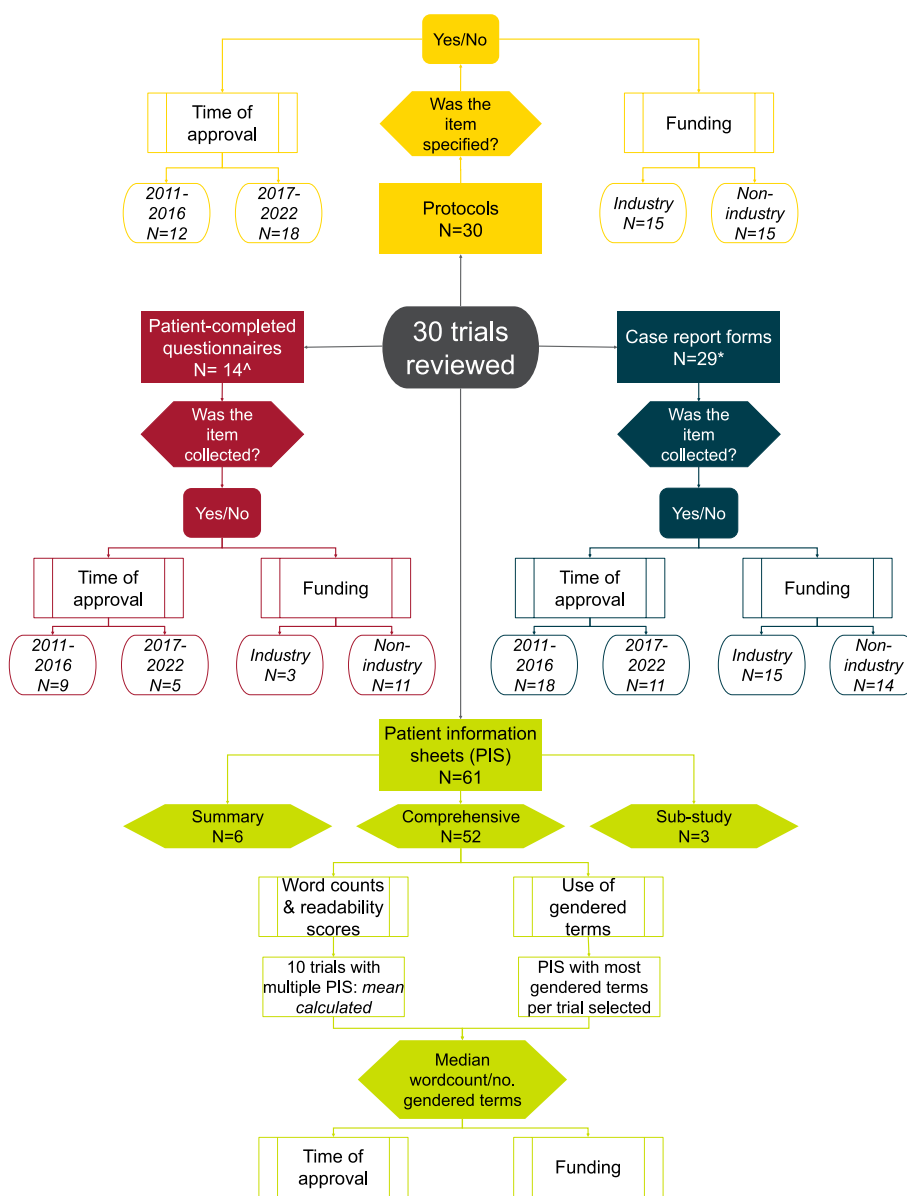 Yes/No
Time of
approval
Was the
item
specified?
Funding
2011-
2016
N=12
2017-
2022
N=18
Protocols
N=30
Industry
N=15
Non-
industry
N=15
30 trials
reviewed
Patient-completed
questionnaires
N= 14^
Case report forms
N=29*
Was the
item
collected?
Was the
item
collected?
Yes/No
Yes/No
Time of
approval
Funding
Time of
approval
Funding
2011-
2016
N=9
2017-
2022
N=5
Industry
N=3
Non-
industry
N=11
2011-
2016
N=18
2017-
2022
N=11
Industry
N=15
Non-
industry
N=14
Patient information
sheets (PIS)
N=61
Summary
N=6
Comprehensive
N=52
Sub-study
N=3
Word counts
& readability
scores
Use of
gendered
terms
10 trials with
multiple PIS: mean
calculated
PIS with most
gendered terms
per trial selected
Median
wordcount/no.
gendered terms
Time of
approval
Funding